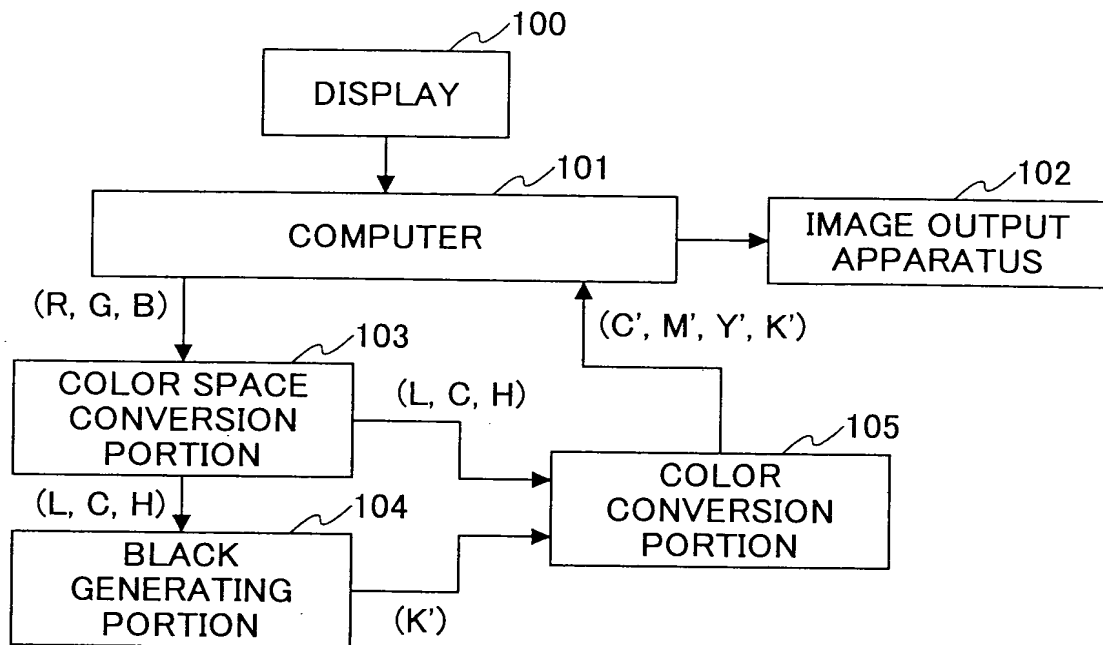 100
DISPLAY
101
COMPUTER
102
IMAGE OUTPUT
APPARATUS
(R, G, B)
(C', M', Y', K')
103
COLOR SPACE
CONVERSION
PORTION
(L, C, H)
105
COLOR
CONVERSION
PORTION
(L, C, H)
104
BLACK
GENERATING
PORTION
(K')